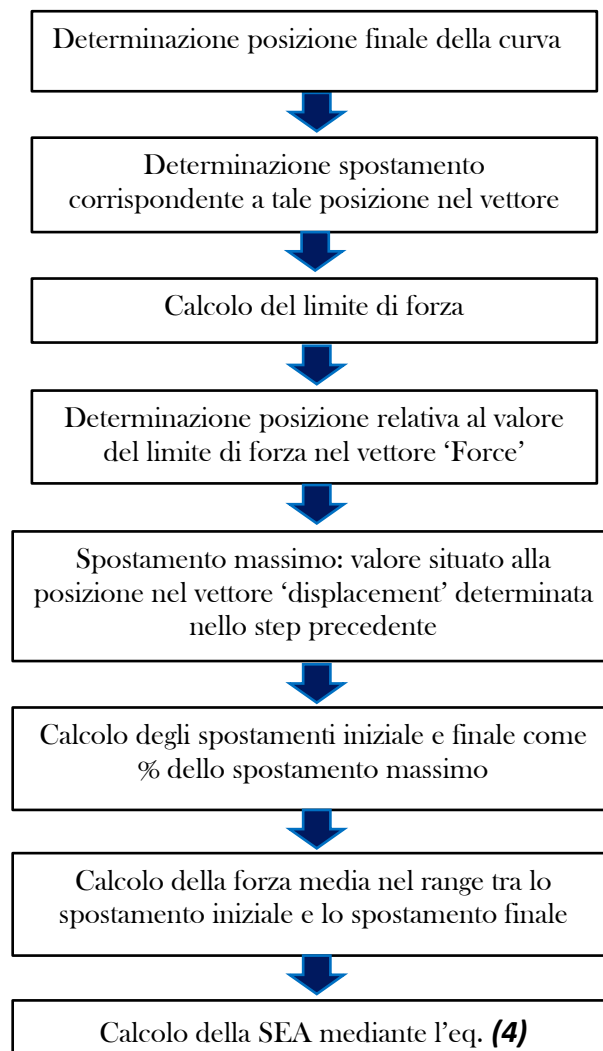 Determinazione posizione finale della curva
Determinazione spostamento
corrispondente a tale posizione nel vettore
Calcolo del limite di forza
Determinazione posizione relativa al valore
del limite di forza nel vettore ‘Force’
Spostamento massimo: valore situato alla
posizione nel vettore ‘displacement’ determinata
nello step precedente
Calcolo degli spostamenti iniziale e finale come
% dello spostamento massimo
Calcolo della forza media nel range tra lo
spostamento iniziale e lo spostamento finale
Calcolo della SEA mediante l’eq. (4)